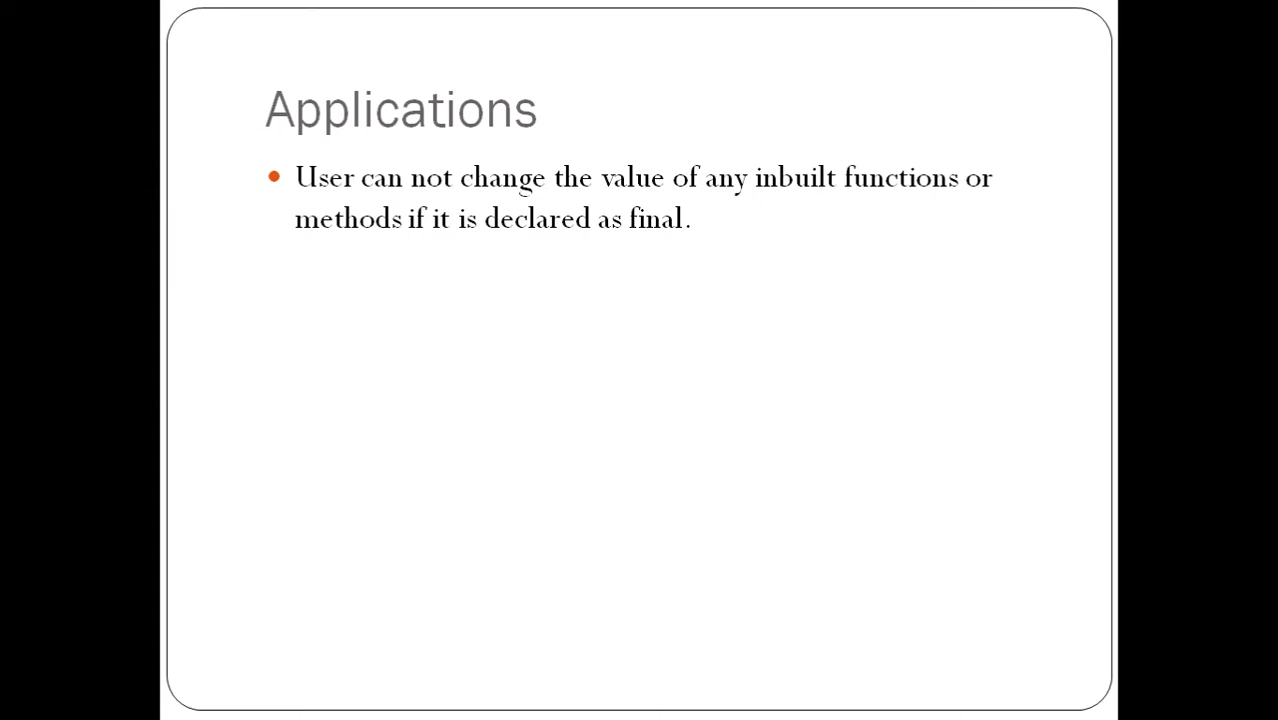 Applications
User can not change the value of any inbuilt functions or
methods if it is declared as final.